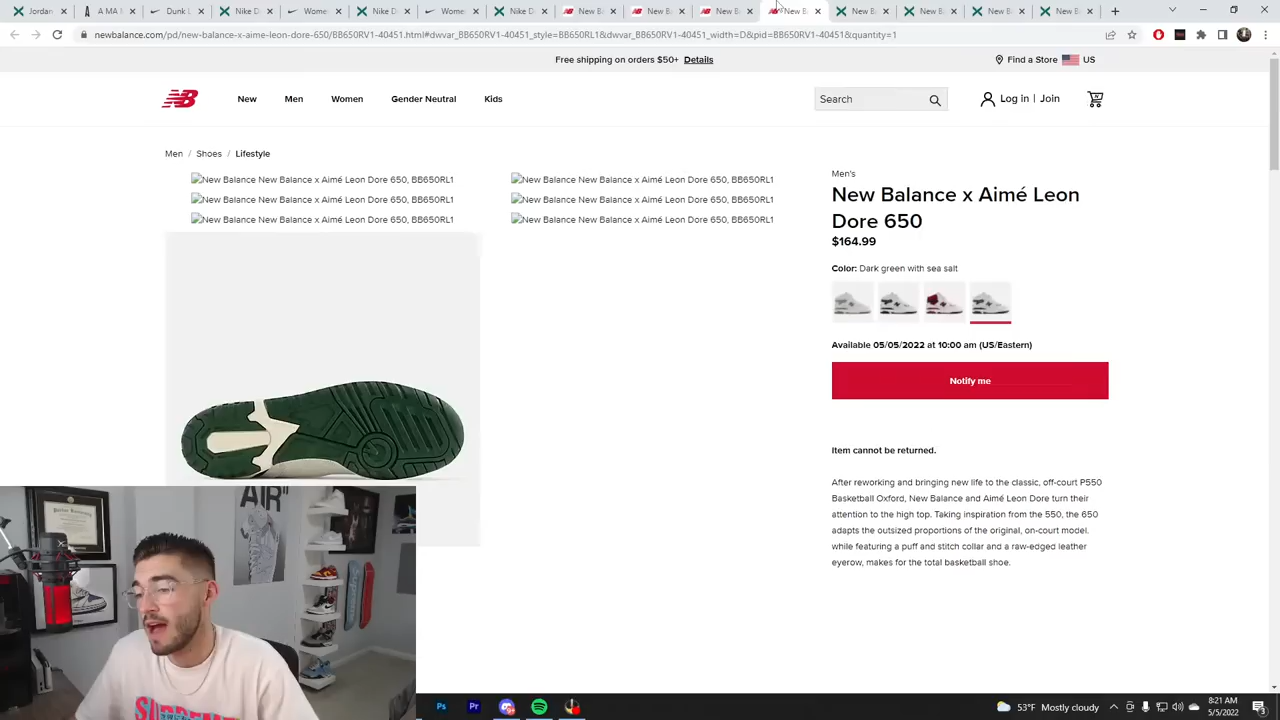 newbalance.com/pd/new-balance-x-aime-leon-dore-650/BB650RV1-40451.html#dwvar_BB650RV1-40451_style=BB650RL1&dwvar_BB650RV1-40451_width=D&pid=BB650RV1-40451&quantity=1
Free shipping on orders $50+ Details
Find a Store US
NB
New Men Women Gender Neutral Kids
Search
Log in | Join
Men / Shoes / Lifestyle
New Balance New Balance x Aimé Leon Dore 650, BB650RL1
New Balance New Balance x Aimé Leon Dore 650, BB650RL1
New Balance New Balance x Aimé Leon Dore 650, BB650RL1
New Balance New Balance x Aimé Leon Dore 650, BB650RL1
New Balance New Balance x Aimé Leon Dore 650, BB650RL1
New Balance New Balance x Aimé Leon Dore 650, BB650RL1
Men's
New Balance x Aimé Leon
Dore 650
$164.99
Color: Dark green with sea salt
Available 05/05/2022 at 10:00 am (US/Eastern)
Notify me
Item cannot be returned.
After reworking and bringing new life to the classic, off-court P550
Basketball Oxford, New Balance and Aimé Leon Dore turn their
attention to the high top. Taking inspiration from the 550, the 650
adapts the outsized proportions of the original, on-court model.
while featuring a puff and stitch collar and a raw-edged leather
eyerow, makes for the total basketball shoe.
AIR"
SUPREME
Ps Pr
53°F Mostly cloudy
8:21 AM
5/5/2022